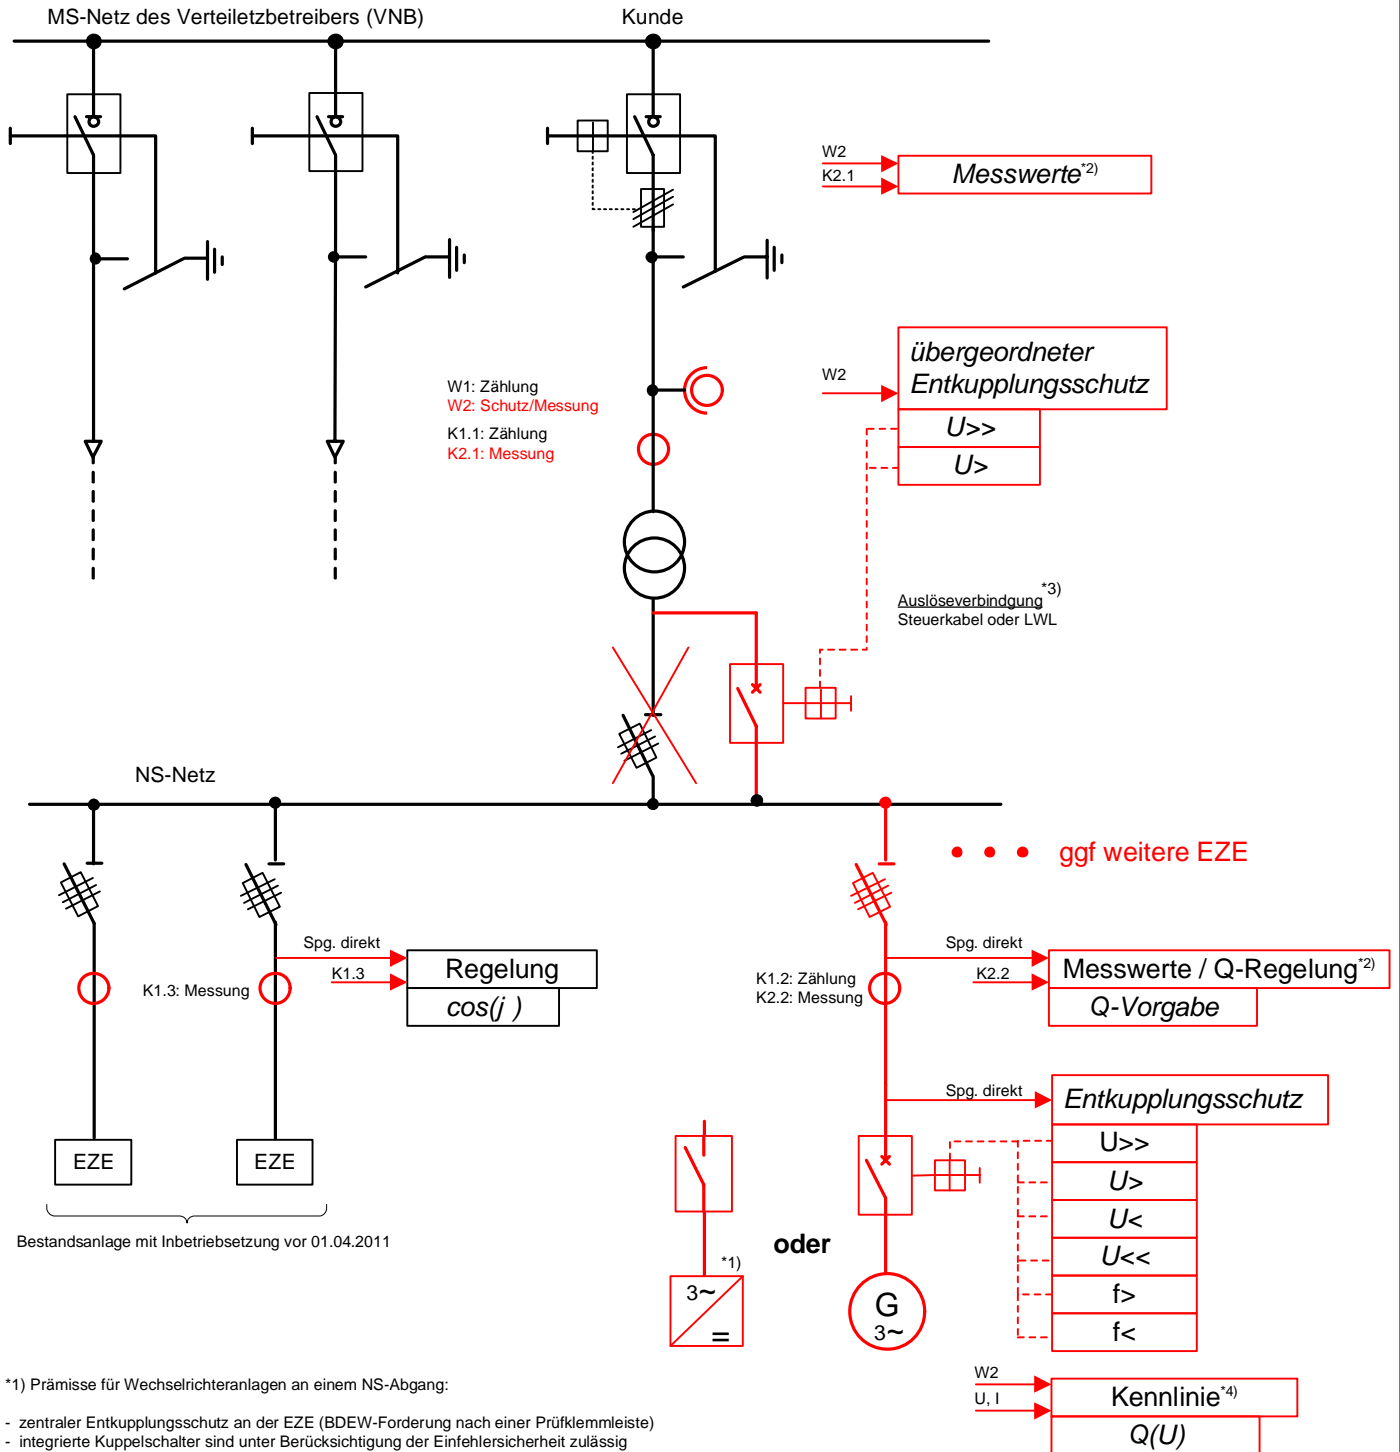 MS-Netz des Verteiletzbetreibers (VNB)
Kunde
W2
K2.1
Messwerte*2)
W1: Zählung
W2: Schutz/Messung
K1.1: Zählung
K2.1: Messung
W2
übergeordneter
Entkupplungsschutz
U>>
U>
Auslöseverbindgung*3)
Steuerkabel oder LWL
NS-Netz
ggf weitere EZE
Spg. direkt
K1.3
K1.3: Messung
Regelung
cos(j )
Spg. direkt
K2.2
K1.2: Zählung
K2.2: Messung
Messwerte / Q-Regelung*2)
Q-Vorgabe
Spg. direkt
Entkupplungsschutz
U>>
U>
U<
U<<
f>
f<
EZE
EZE
Bestandsanlage mit Inbetriebsetzung vor 01.04.2011
oder
*1)
3~
=
G
3~
*1) Prämisse für Wechselrichteranlagen an einem NS-Abgang:
- zentraler Entkupplungsschutz an der EZE (BDEW-Forderung nach einer Prüfklemmleiste)
- integrierte Kuppelschalter sind unter Berücksichtigung der Einfehlersicherheit zulässig
W2
U, I
Kennlinie*4)
Q(U)